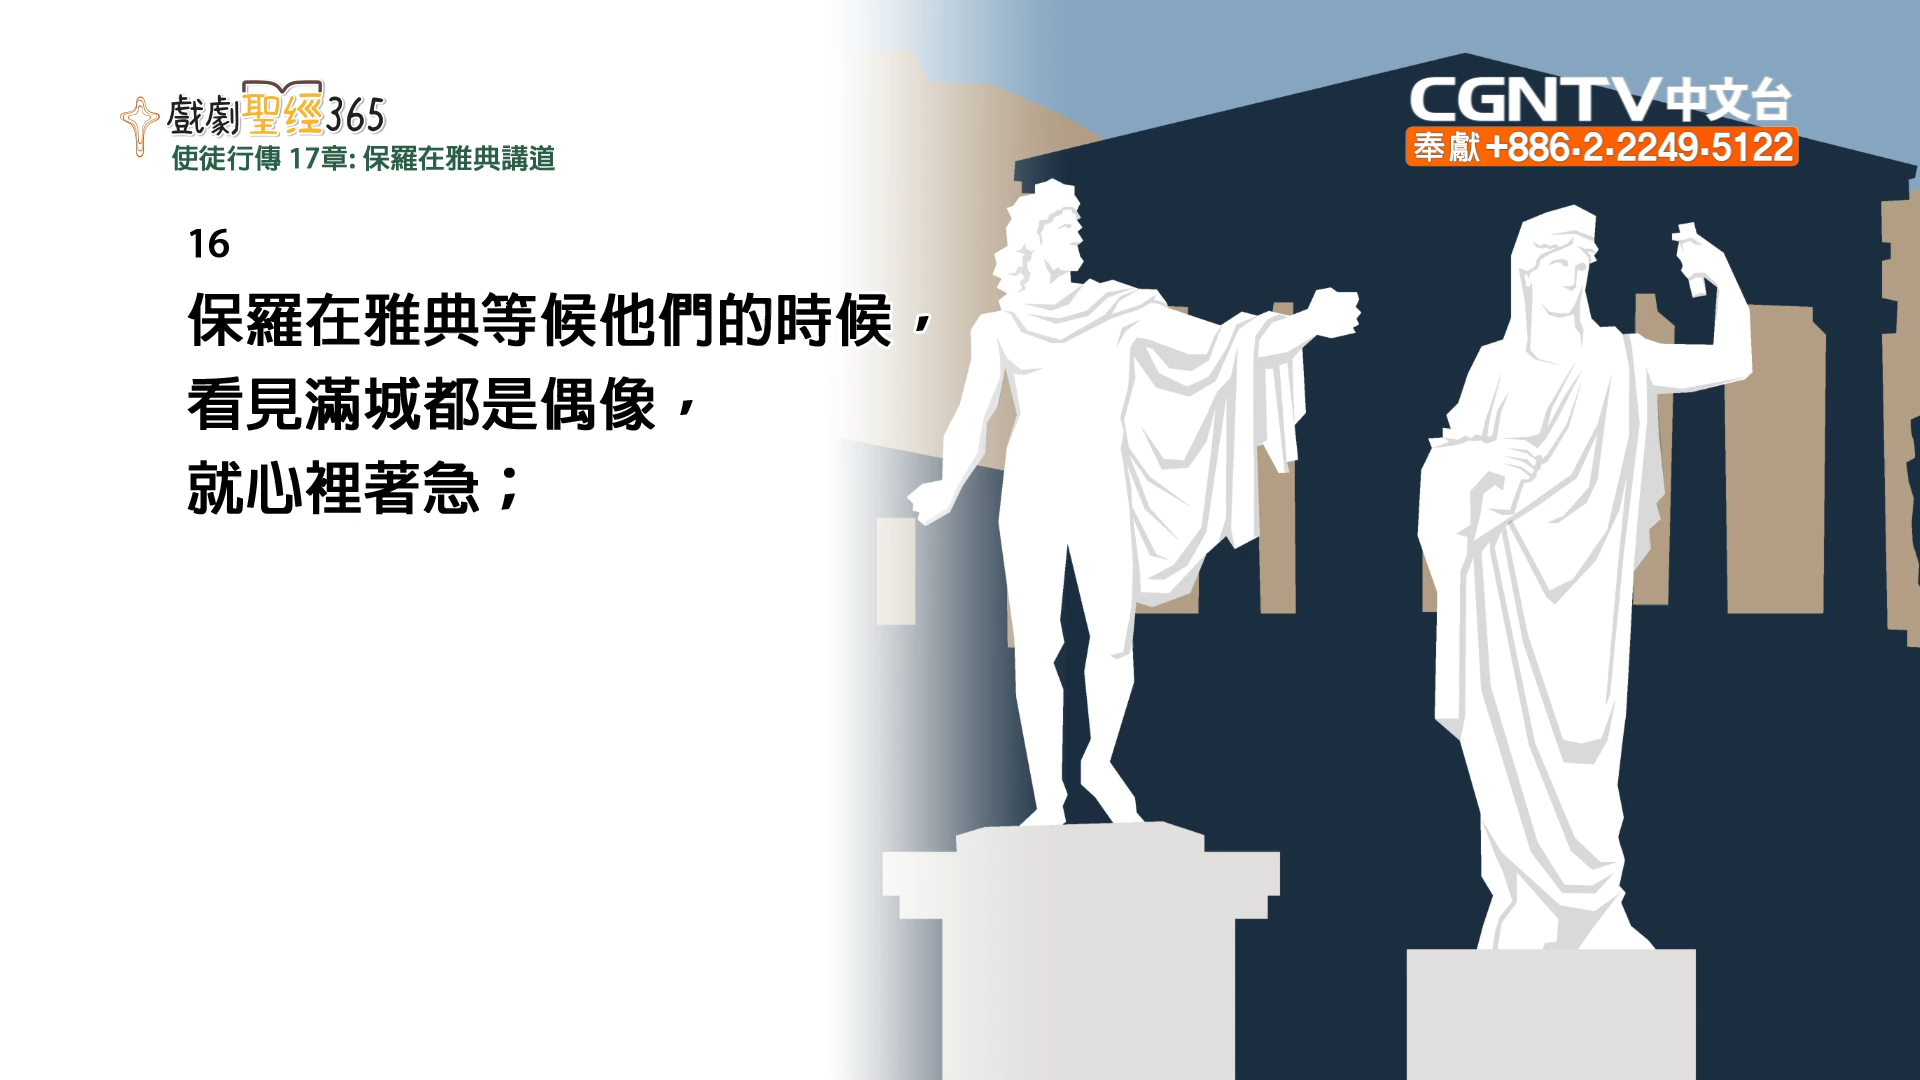 戲劇聖經365
使徒行傳 17章: 保羅在雅典講道
CGNTV中文台
奉獻 +886-2-2249-5122
16
保羅在雅典等候他們的時候，
看見滿城都是偶像，
就心裡著急；